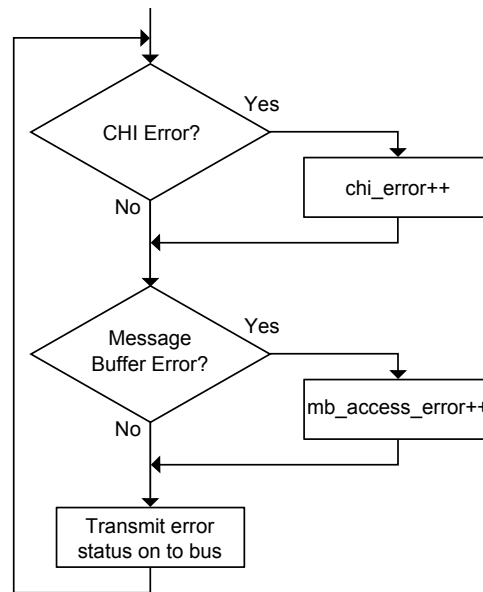 Yes
CHI Error?
chi_error++
No
Message
Buffer Error?
Yes
mb_access_error++
No
Transmit error
status on to bus